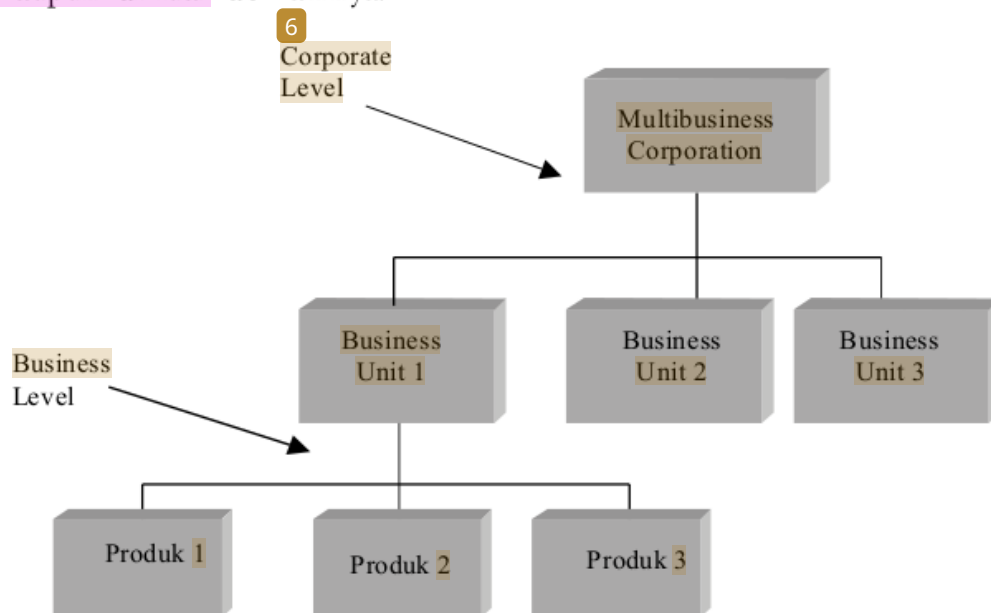 6
Corporate
Level
Multibusiness
Corporation
Business
Unit 1
Business
Unit 2
Business
Unit 3
Business
Level
Produk 1
Produk 2
Produk 3